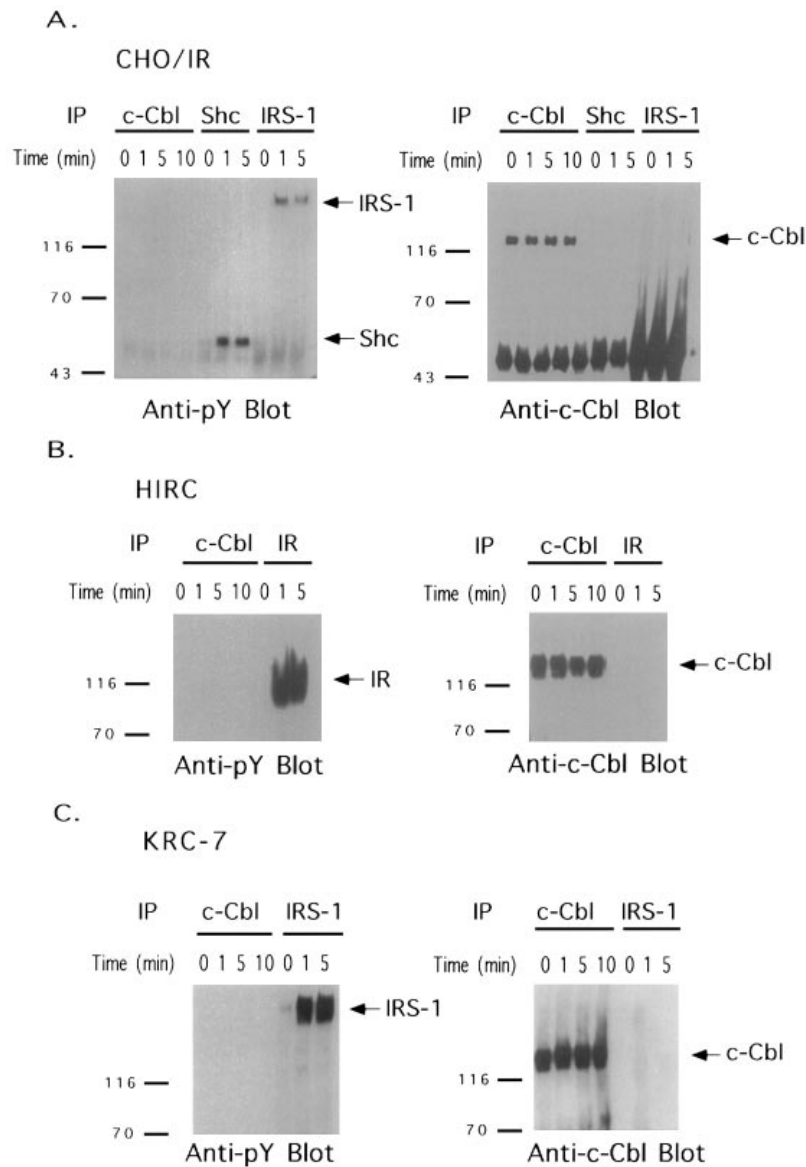 A.
CHO/IR
IP c-Cbl Shc IRS-1
Time (min) 0 1 5 10 0 1 5 0 1 5
IRS-1
116
70
Shc
43
Anti-pY Blot
IP c-Cbl Shc IRS-1
Time (min) 0 1 5 10 0 1 5 0 1 5
c-Cbl
116
70
43
Anti-c-Cbl Blot
B.
HIRC
IP c-Cbl IR
Time (min) 0 1 5 10 0 1 5
IR
116
70
Anti-pY Blot
IP c-Cbl IR
Time (min) 0 1 5 10 0 1 5
c-Cbl
116
70
Anti-c-Cbl Blot
C.
KRC-7
IP c-Cbl IRS-1
Time (min) 0 1 5 10 0 1 5
IRS-1
116
70
Anti-pY Blot
IP c-Cbl IRS-1
Time (min) 0 1 5 10 0 1 5
c-Cbl
116
70
Anti-c-Cbl Blot